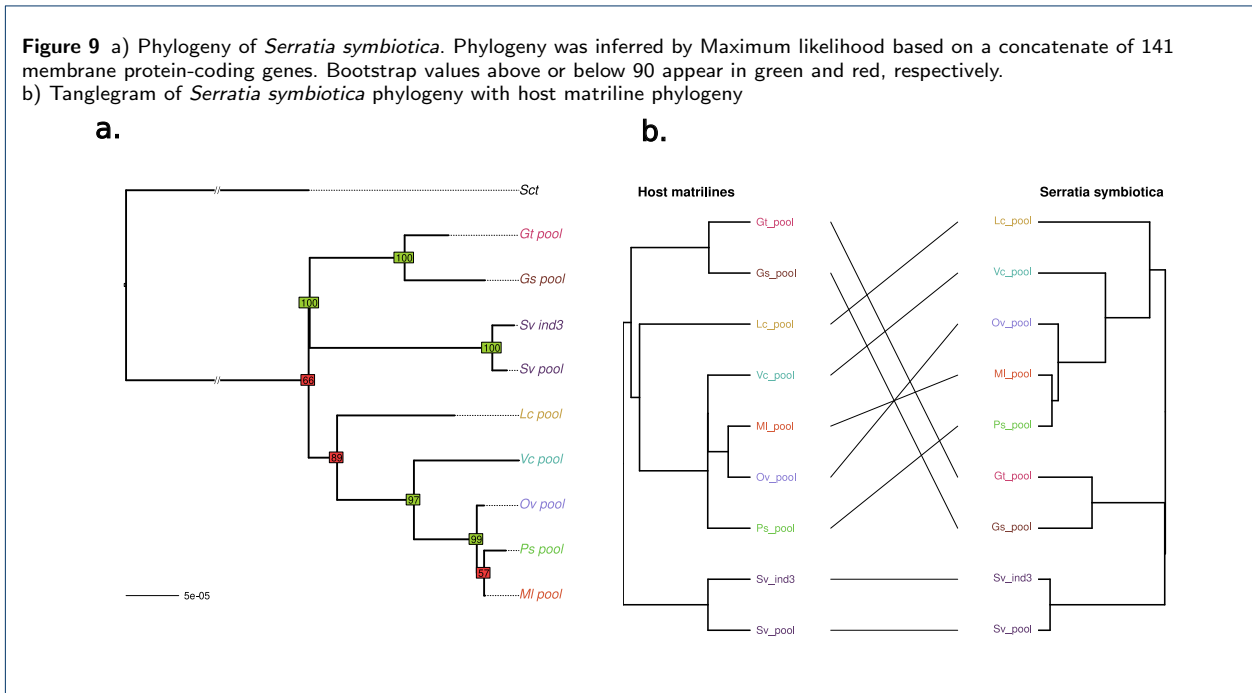 Figure 9 a) Phylogeny of Serratia symbiotica. Phylogeny was inferred by Maximum likelihood based on a concatenate of 141
membrane protein-coding genes. Bootstrap values above or below 90 appear in green and red, respectively.
b) Tanglegram of Serratia symbiotica phylogeny with host matriline phylogeny
a.
Sct
Gt pool
100
Gs pool
100
Sv ind3
100
Sv pool
66
Lc pool
89
Vc pool
97
Ov pool
99
Ps pool
57
Ml pool
5e-05
b.
Host matrilines
Gt_pool
Gs_pool
Lc_pool
Vc_pool
Ml_pool
Ov_pool
Ps_pool
Sv_ind3
Sv_pool
Serratia symbiotica
Lc_pool
Vc_pool
Ov_pool
Ml_pool
Ps_pool
Gt_pool
Gs_pool
Sv_ind3
Sv_pool